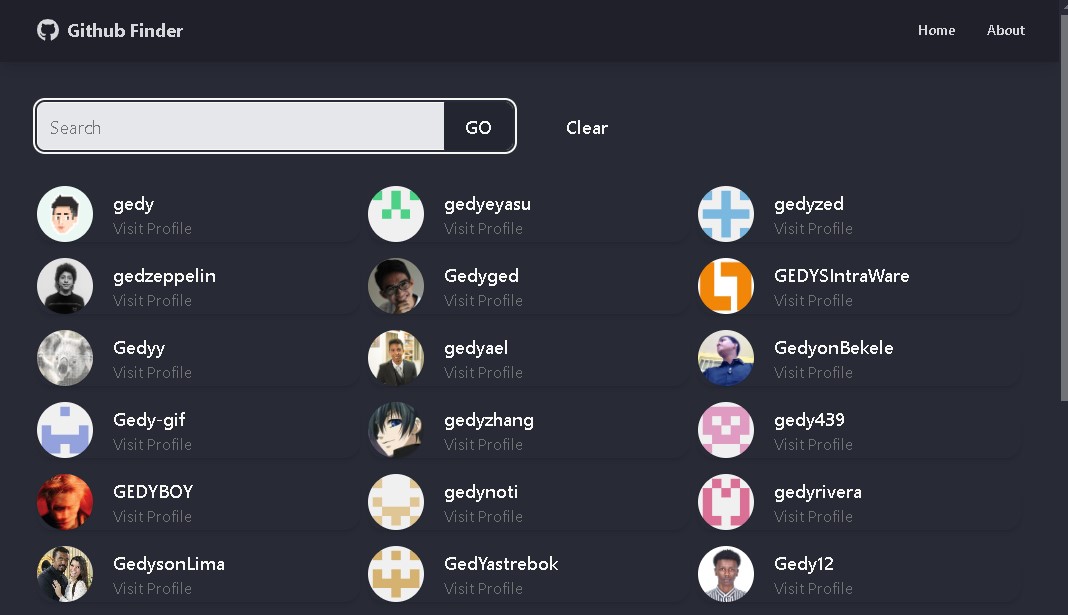 Github Finder
Home About
Search GO Clear
gedy
Visit Profile
gedyeyasu
Visit Profile
gedyzed
Visit Profile
gedzeppelin
Visit Profile
Gedyged
Visit Profile
GEDYSIntraWare
Visit Profile
Gedyy
Visit Profile
gedyael
Visit Profile
GedyonBekele
Visit Profile
Gedy-gif
Visit Profile
gedyzhang
Visit Profile
gedy439
Visit Profile
GEDYBOY
Visit Profile
gedynoti
Visit Profile
gedyrivera
Visit Profile
GedysonLima
Visit Profile
GedYastrebok
Visit Profile
Gedy12
Visit Profile